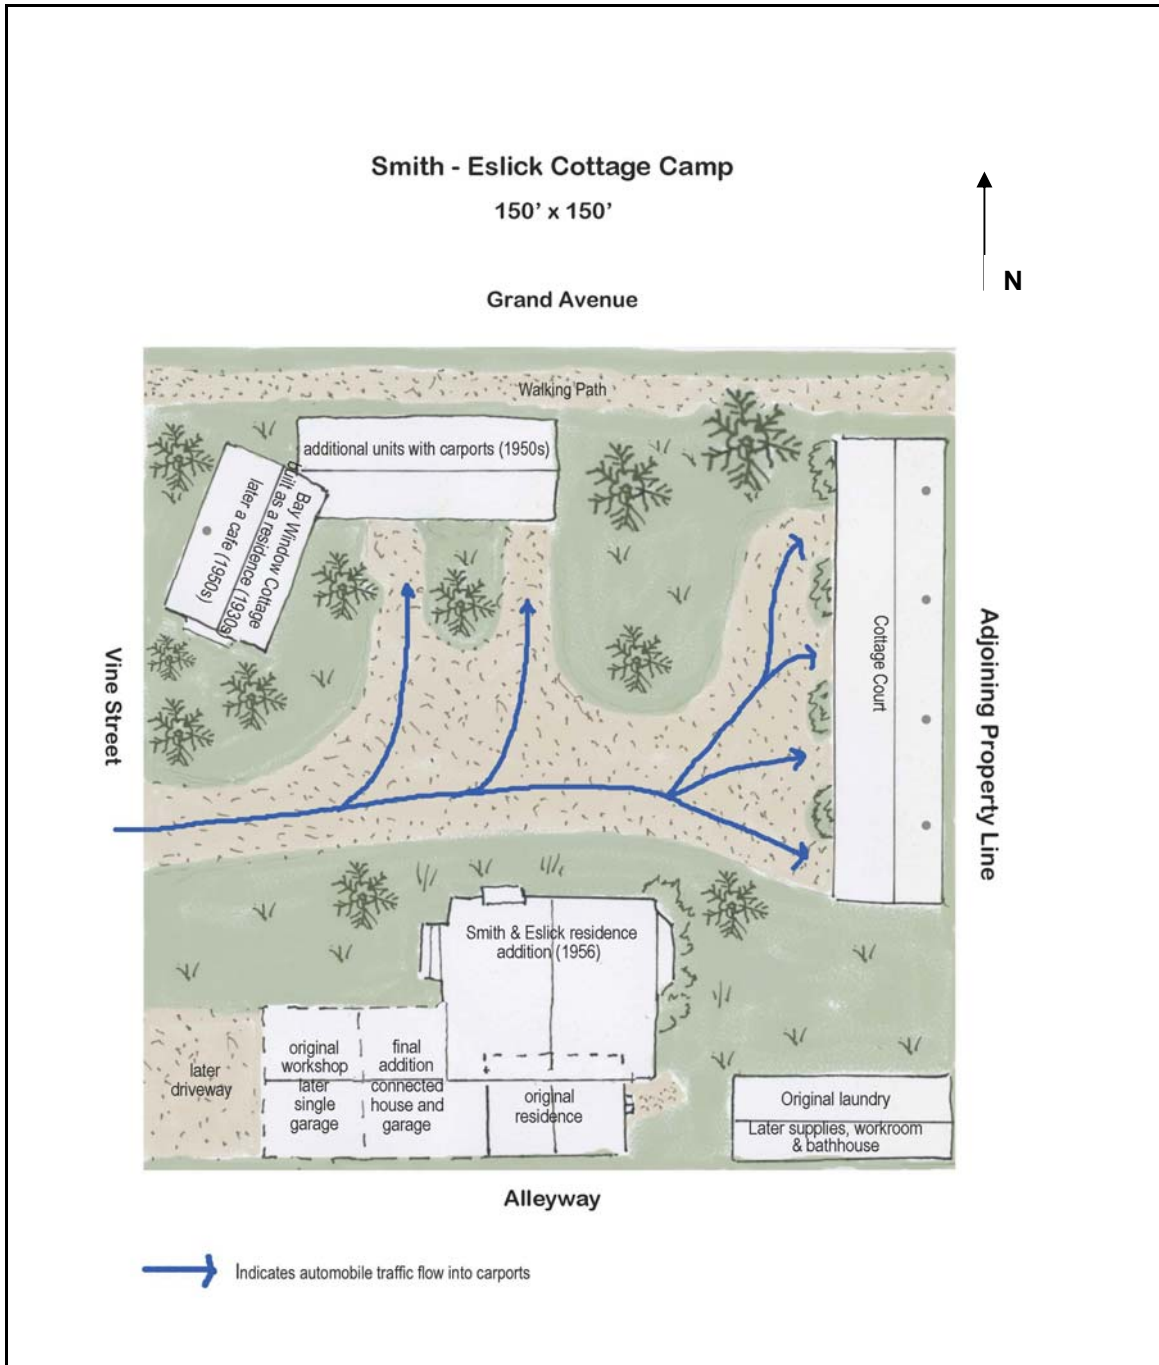 Smith - Eslick Cottage Camp
150' x 150'
N
Grand Avenue
Walking Path
additional units with carports (1950s)
Bay Window Cottage
built as a residence (1930s)
later a cafe (1950s)
Cottage Court
Vine Street
Adjoining Property Line
Smith & Eslick residence
addition (1956)
original
workshop
later
single
garage
final
addition
connected
house and
garage
original
residence
later
driveway
Original laundry
Later supplies, workroom
& bathhouse
Alleyway
Indicates automobile traffic flow into carports